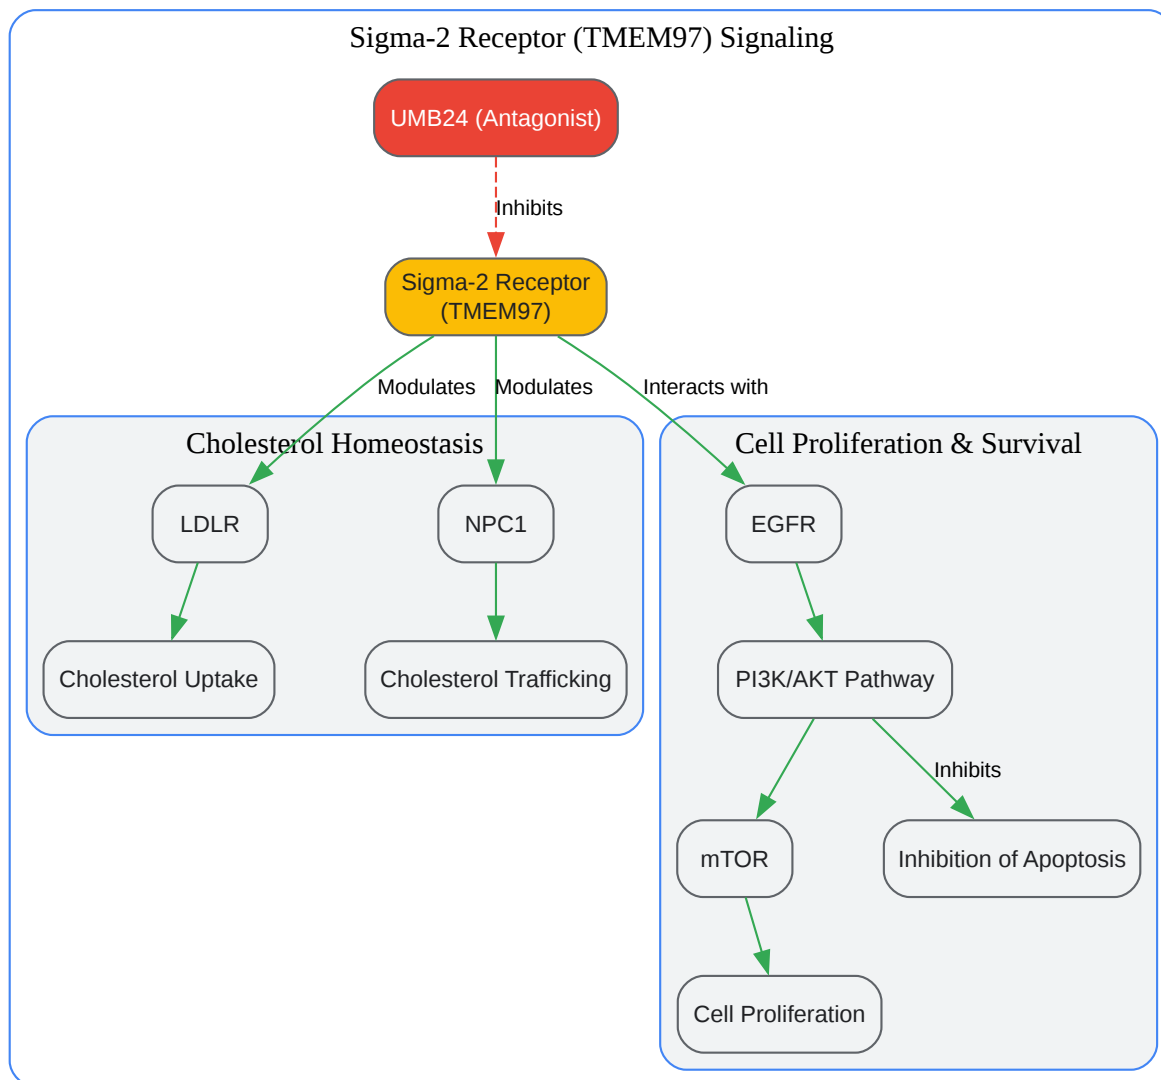 Sigma-2 Receptor (TMEM97) Signaling
UMB24 (Antagonist)
Inhibits
Sigma-2 Receptor
(TMEM97)
Modulates
Modulates
Interacts with
Cholesterol Homeostasis
Cell Proliferation & Survival
LDLR
NPC1
EGFR
Cholesterol Uptake
Cholesterol Trafficking
PI3K/AKT Pathway
Inhibits
mTOR
Inhibition of Apoptosis
Cell Proliferation